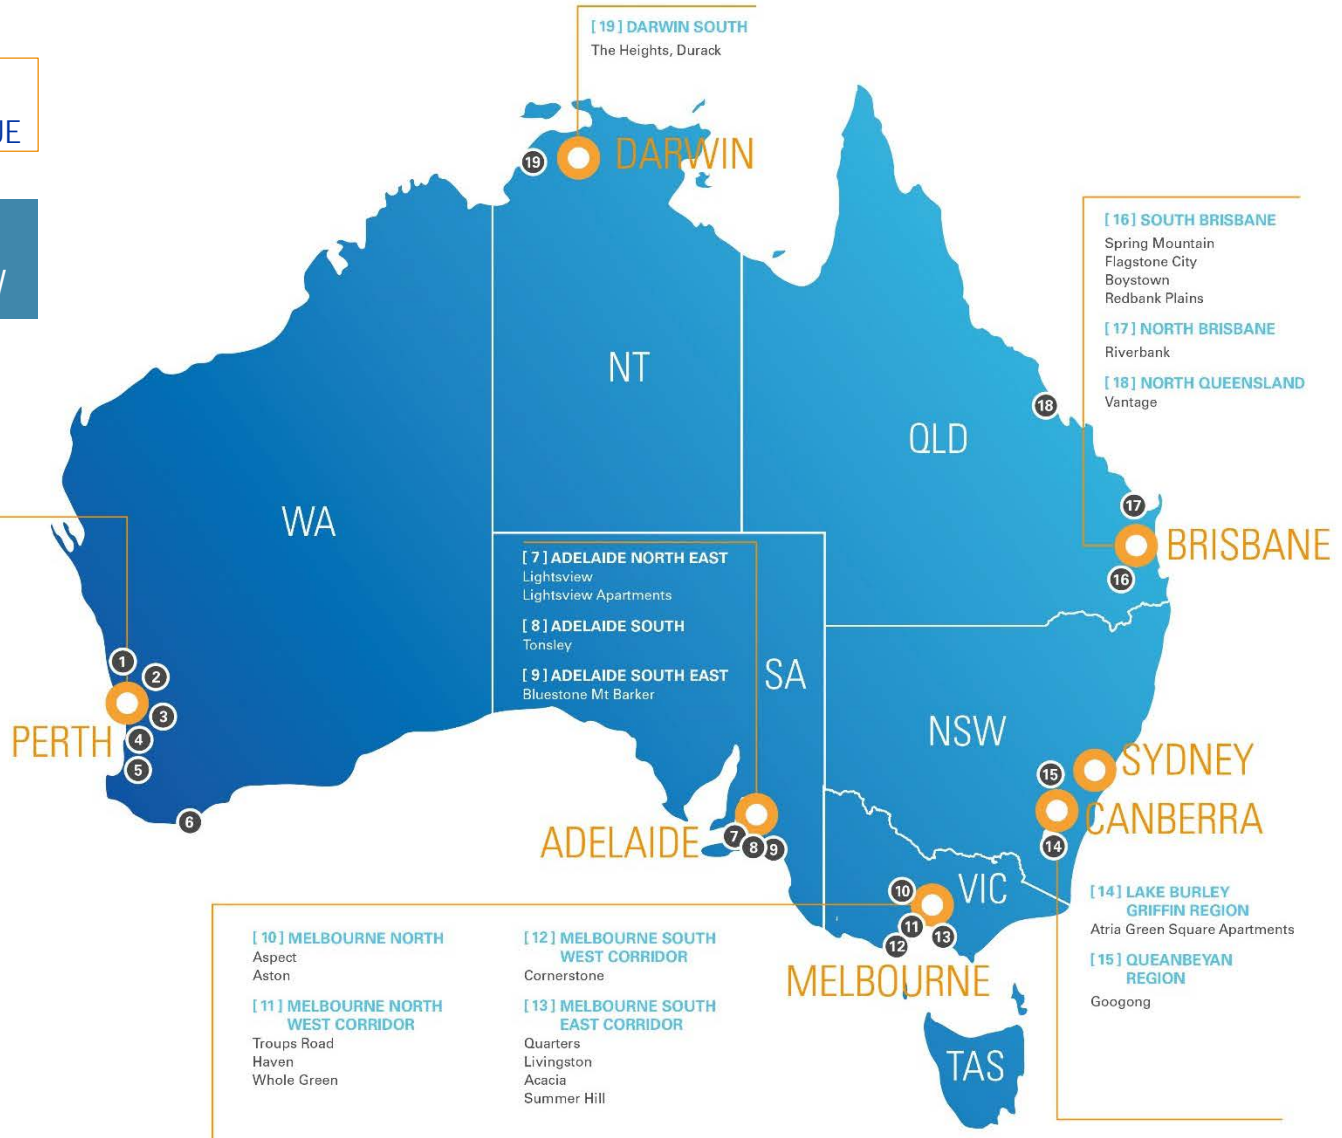 [19] DARWIN SOUTH
The Heights, Durack
UE
19
DARWIN
[16] SOUTH BRISBANE
Spring Mountain
Flagstone City
Boystown
Redbank Plains
[17] NORTH BRISBANE
Riverbank
[18] NORTH QUEENSLAND
Vantage
NT
18
QLD
17
BRISBANE
16
WA
[7] ADELAIDE NORTH EAST
Lightsview
Lightsview Apartments
[8] ADELAIDE SOUTH
Tonsley
[9] ADELAIDE SOUTH EAST
Bluestone Mt Barker
SA
1
2
3
PERTH
4
5
6
NSW
SYDNEY
15
CANBERRA
14
ADELAIDE
7
8
9
10
VIC
11
12
13
MELBOURNE
[14] LAKE BURLEY
GRIFFIN REGION
Atria Green Square Apartments
[15] QUEANBEYAN
REGION
Googong
[10] MELBOURNE NORTH
Aspect
Aston
[11] MELBOURNE NORTH
WEST CORRIDOR
Troups Road
Haven
Whole Green
[12] MELBOURNE SOUTH
WEST CORRIDOR
Cornerstone
[13] MELBOURNE SOUTH
EAST CORRIDOR
Quarters
Livingston
Acacia
Summer Hill
TAS